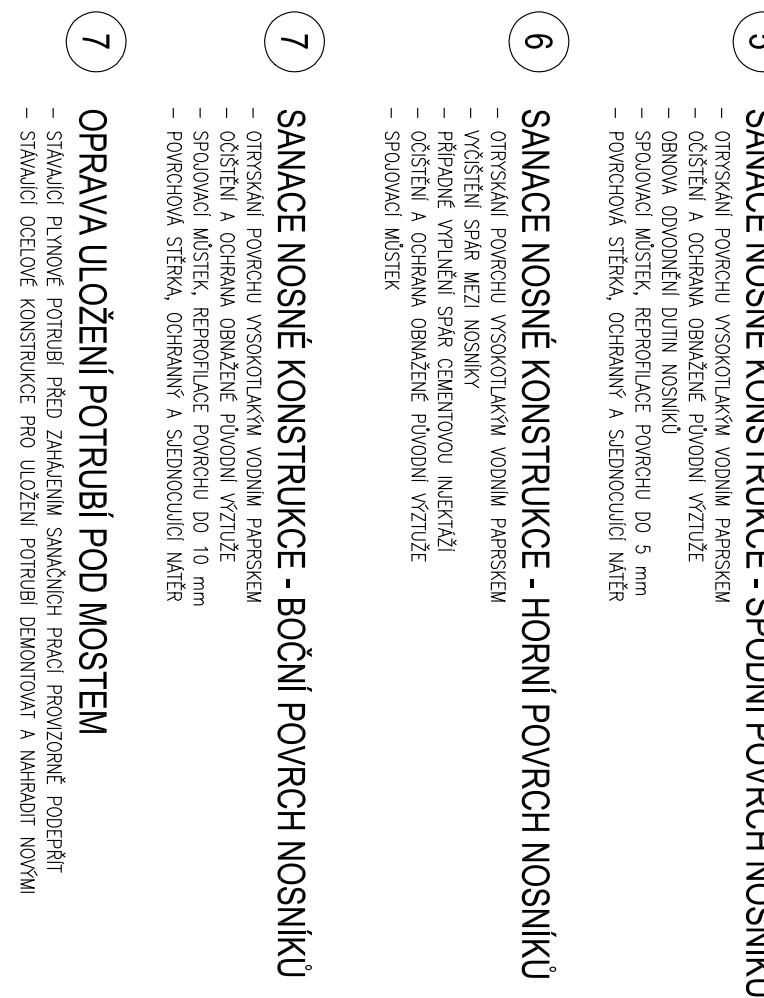 5 SANACE NOSNÉ KONSTRUKCE - SPODNÍ POVRCH NOSNÍKŮ
- OTRYSKÁNÍ POVRCHU VYSOKOTLAKÝM VODNÍM PAPRSKEM
- OČIŠTĚNÍ A OCHRANA OBNAŽENÉ PŮVODNÍ VÝZTUŽE
- OBNOVA ODVODNĚNÍ DUTIN NOSNÍKŮ
- SPOJOVACÍ MŮSTEK, REPROFILACE POVRCHU DO 5 mm
- POVRCHOVÁ STĚRKA, OCHRANNÝ A SJEDNOCUJÍCÍ NÁTĚR
6 SANACE NOSNÉ KONSTRUKCE - HORNÍ POVRCH NOSNÍKŮ
- OTRYSKÁNÍ POVRCHU VYSOKOTLAKÝM VODNÍM PAPRSKEM
- VYČIŠTĚNÍ SPÁR MEZI NOSNÍKY
- PŘÍPADNÉ VYPLNĚNÍ SPÁR CEMENTOVOU INJEKTÁŽÍ
- OČIŠTĚNÍ A OCHRANA OBNAŽENÉ PŮVODNÍ VÝZTUŽE
- SPOJOVACÍ MŮSTEK
7 SANACE NOSNÉ KONSTRUKCE - BOČNÍ POVRCH NOSNÍKŮ
- OTRYSKÁNÍ POVRCHU VYSOKOTLAKÝM VODNÍM PAPRSKEM
- OČIŠTĚNÍ A OCHRANA OBNAŽENÉ PŮVODNÍ VÝZTUŽE
- SPOJOVACÍ MŮSTEK, REPROFILACE POVRCHU DO 10 mm
- POVRCHOVÁ STĚRKA, OCHRANNÝ A SJEDNOCUJÍCÍ NÁTĚR
7 OPRAVA ULOŽENÍ POTRUBÍ POD MOSTEM
- STÁVAJÍCÍ PLYNOVÉ POTRUBÍ PŘED ZAHÁJENÍM SANAČNÍCH PRACÍ PROVIZORNĚ PODEPŘÍT
- STÁVAJÍCÍ OCELOVÉ KONSTRUKCE PRO ULOŽENÍ POTRUBÍ DEMONTOVAT A NAHRADIT NOVÝMI